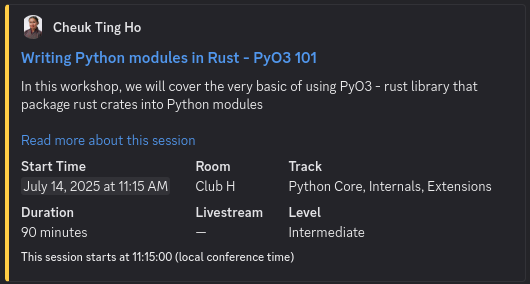 Cheuk Ting Ho
Writing Python modules in Rust - PyO3 101
In this workshop, we will cover the very basic of using PyO3 - rust library that
package rust crates into Python modules
Read more about this session
Start Time Room Track
July 14, 2025 at 11:15 AM Club H Python Core, Internals, Extensions
Duration Livestream Level
90 minutes — Intermediate
This session starts at 11:15:00 (local conference time)